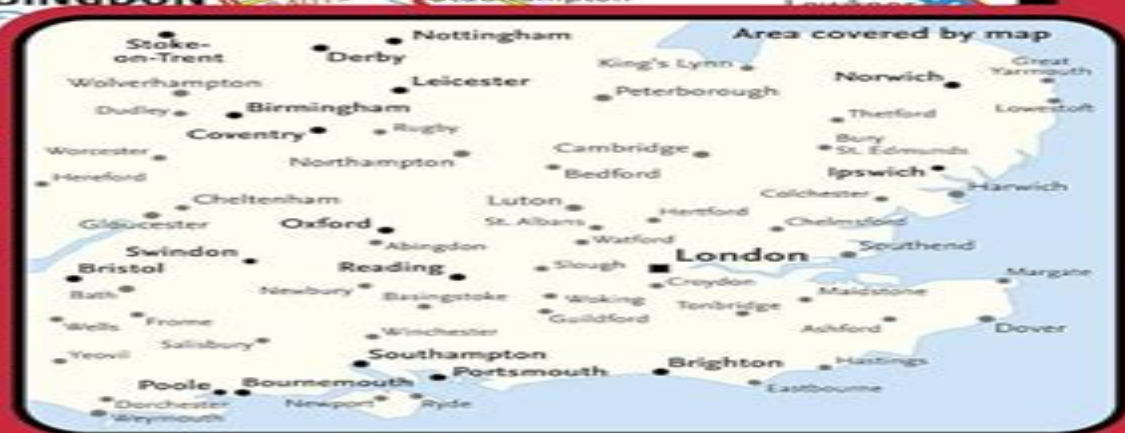 Area covered by map
Stoke-
on-Trent
Nottingham
Derby
King's Lynn
Norwich
Great
Yarmouth
Wolverhampton
Leicester
Peterborough
Lowestoft
Dudley
Birmingham
Thetford
Coventry
Rugby
Bury
St. Edmunds
Worcester
Northampton
Cambridge
Hereford
Bedford
Ipswich
Harwich
Cheltenham
Luton
Colchester
Gloucester
Oxford
St. Albans
Hertford
Chelmsford
Abingdon
Watford
Swindon
London
Southend
Bristol
Reading
Slough
Margate
Bath
Newbury
Basingstoke
Woking
Croydon
Tonbridge
Maidstone
Wells
Frome
Guildford
Ashford
Dover
Salisbury
Winchester
Yeovil
Southampton
Brighton
Hastings
Poole
Bournemouth
Portsmouth
Eastbourne
Dorchester
Newport
Ryde
Weymouth